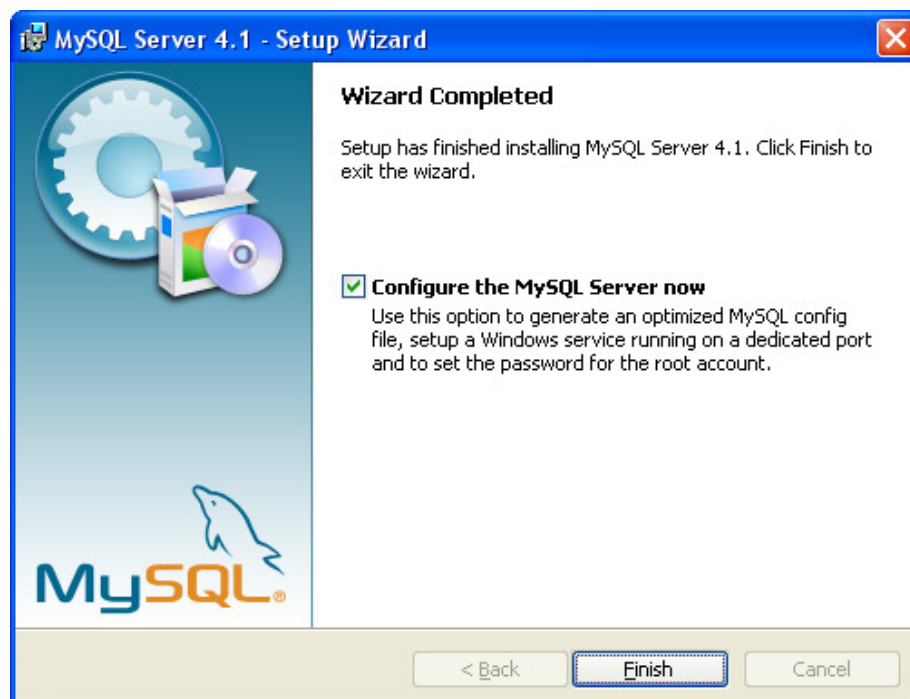 MySQL Server 4.1 - Setup Wizard
Wizard Completed
Setup has finished installing MySQL Server 4.1. Click Finish to
exit the wizard.
Configure the MySQL Server now
Use this option to generate an optimized MySQL config
file, setup a Windows service running on a dedicated port
and to set the password for the root account.
MySQL®
< Back Finish Cancel